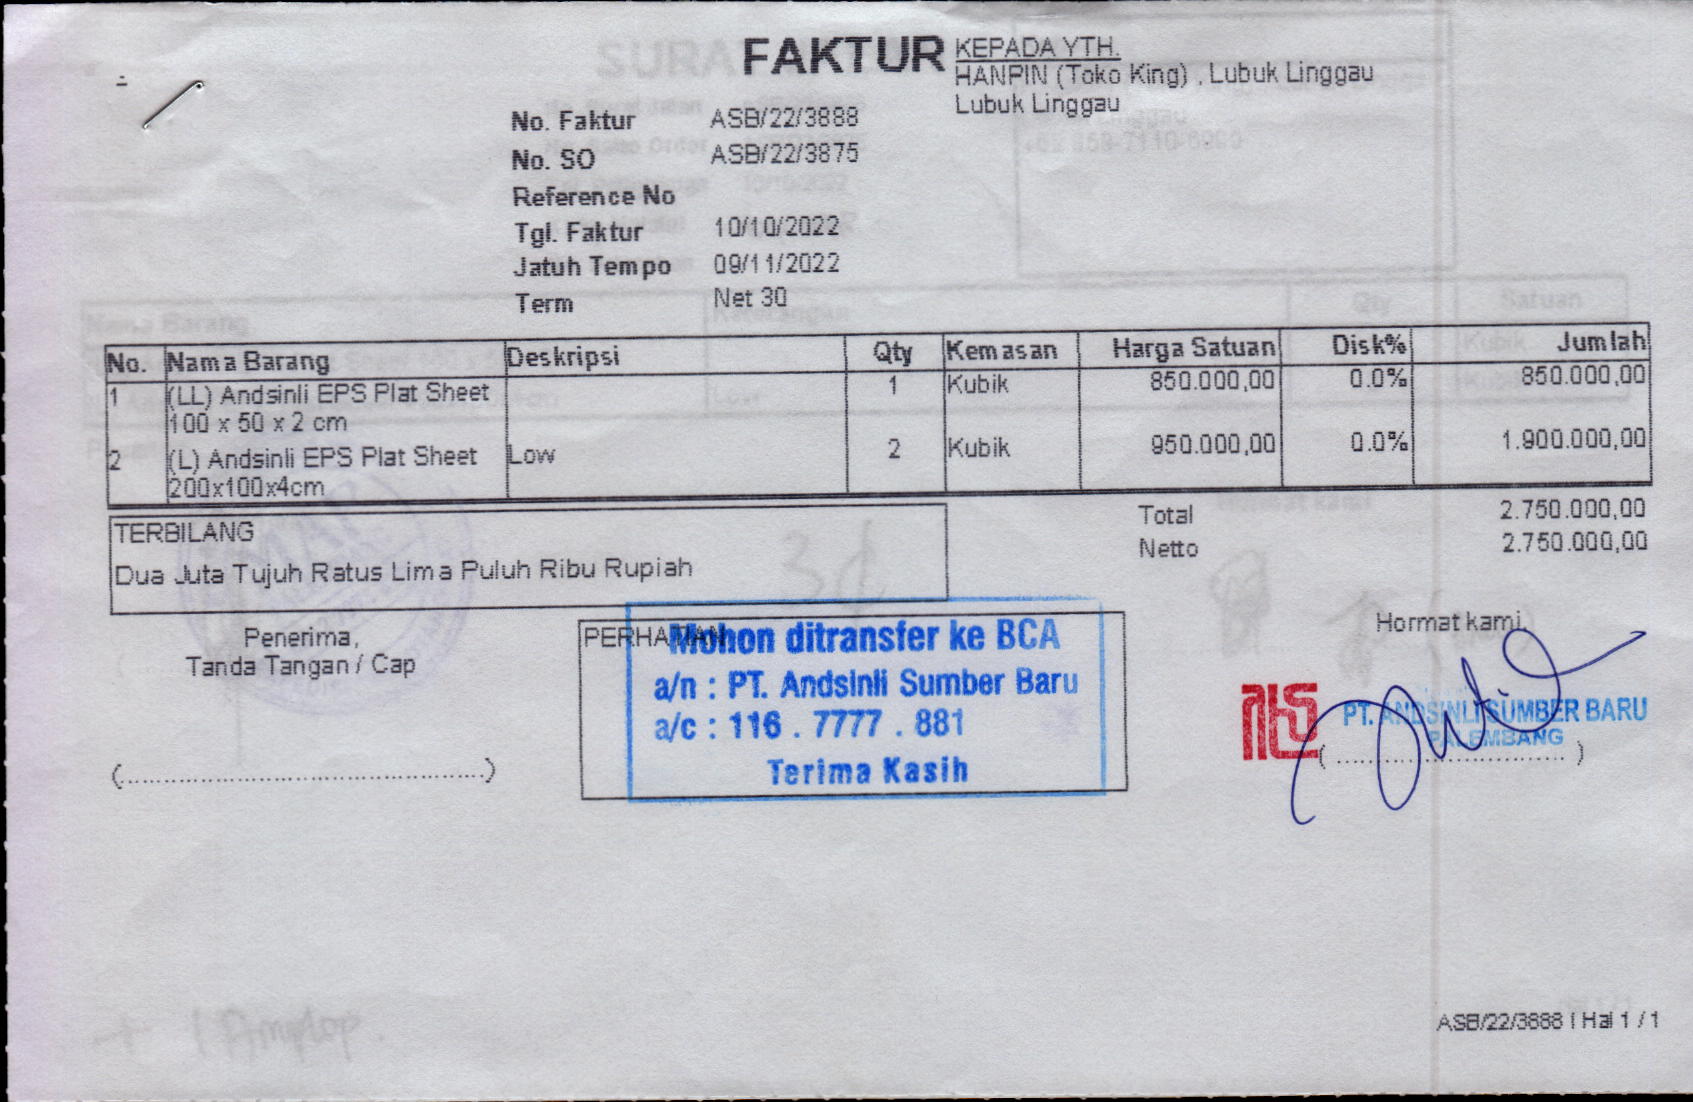 FAKTUR
KEPADA YTH.
HANPIN (Toko King) , Lubuk Linggau
Lubuk Linggau
No. Faktur ASB/22/3888
No. SO ASB/22/3875
Reference No
Tgl. Faktur 10/10/2022
Jatuh Tempo 09/11/2022
Term Net 30
No. Nama Barang Deskripsi Qty Kemasan Harga Satuan Disk% Jumlah
1 (LL) Andsinli EPS Plat Sheet 1 Kubik 850.000,00 0.0% 850.000,00
100 x 50 x 2 cm
2 (L) Andsinli EPS Plat Sheet Low 2 Kubik 950.000,00 0.0% 1.900.000,00
200x100x4cm
Total 2.750.000,00
Netto 2.750.000,00
TERBILANG
Dua Juta Tujuh Ratus Lima Puluh Ribu Rupiah
Penerima,
Tanda Tangan / Cap
(................................................)
PERHATIAN
Mohon ditransfer ke BCA
a/n : PT. Andsinli Sumber Baru
a/c : 116 . 7777 . 881
Terima Kasih
Hormat kami,
PT. ANDSINLI SUMBER BARU
PALEMBANG
( .............................. )
+ 1 Amplop.
ASB/22/3888 | Hal 1 / 1